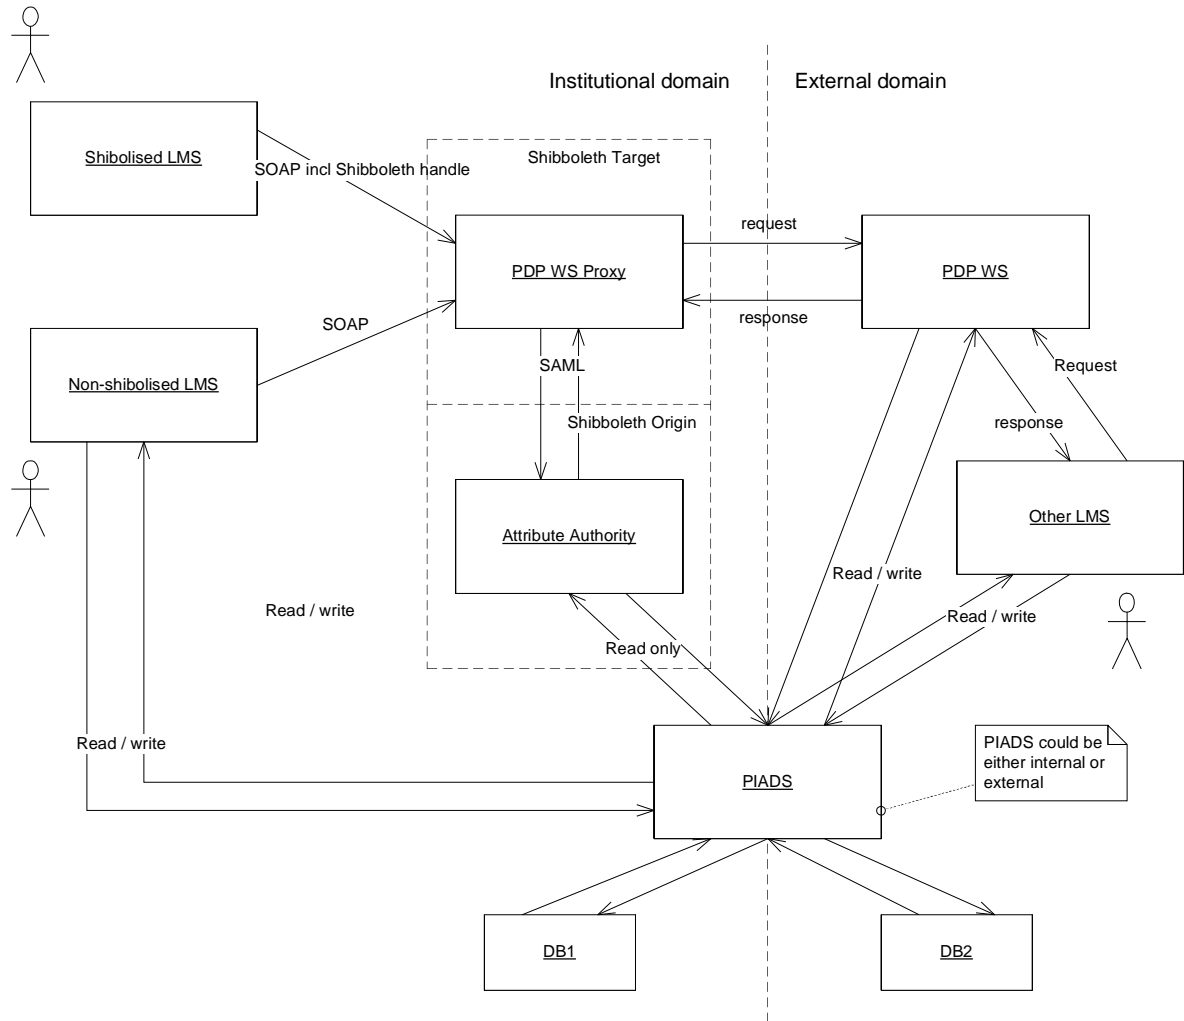 Institutional domain
External domain
Shibolised LMS
Shibboleth Target
SOAP incl Shibboleth handle
request
PDP WS Proxy
PDP WS
response
SOAP
SAML
Request
Non-shibolised LMS
Shibboleth Origin
response
Attribute Authority
Other LMS
Read / write
Read / write
Read / write
Read only
Read / write
PIADS could be
either internal or
external
PIADS
DB1
DB2